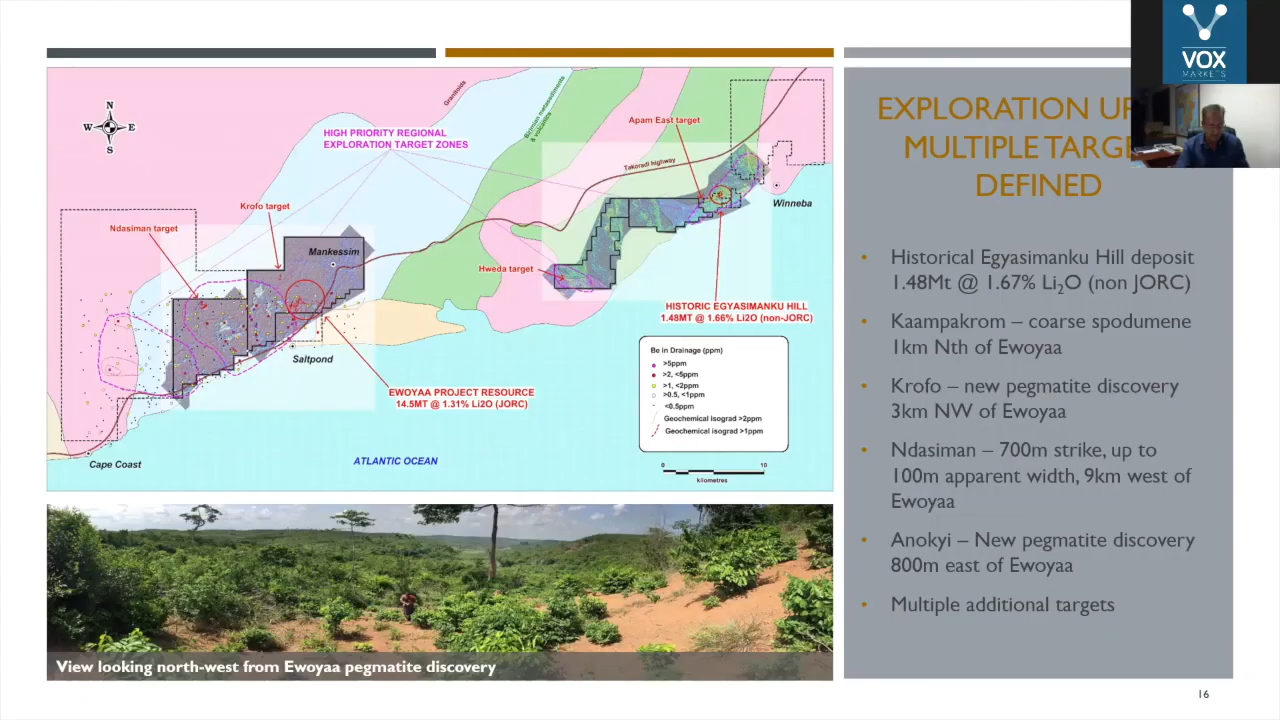 VOX
MARKETS
EXPLORATION
MULTIPLE
DEFINED
Historical Egyasimanku Hill deposit
1.48Mt @ 1.67% Li₂O (non JORC)
Kaampakrom – coarse spodumene
1km Nth of Ewoyaa
Krofo – new pegmatite discovery
3km NW of Ewoyaa
Ndasiman – 700m strike, up to
100m apparent width, 9km west of
Ewoyaa
Anokyi – New pegmatite discovery
800m east of Ewoyaa
Multiple additional targets
N
W E
S
HIGH PRIORITY REGIONAL
EXPLORATION TARGET ZONES
Granitoids
Birimian metasediments
& volcanics
Apam East target
Takoradi highway
Winneba
Krofo target
Ndasiman target
Mankessim
Hweda target
HISTORIC EGYASIMANKU HILL
1.48MT @ 1.66% Li2O (non-JORC)
Saltpond
EWOYAA PROJECT RESOURCE
14.5MT @ 1.31% Li2O (JORC)
Be in Drainage (ppm)
>5ppm
>2, <5ppm
>1, <2ppm
>0.5, <1ppm
<0.5ppm
Geochemical isograd >2ppm
Geochemical isograd >1ppm
0 10
kilometres
Cape Coast
ATLANTIC OCEAN
View looking north-west from Ewoyaa pegmatite discovery
16